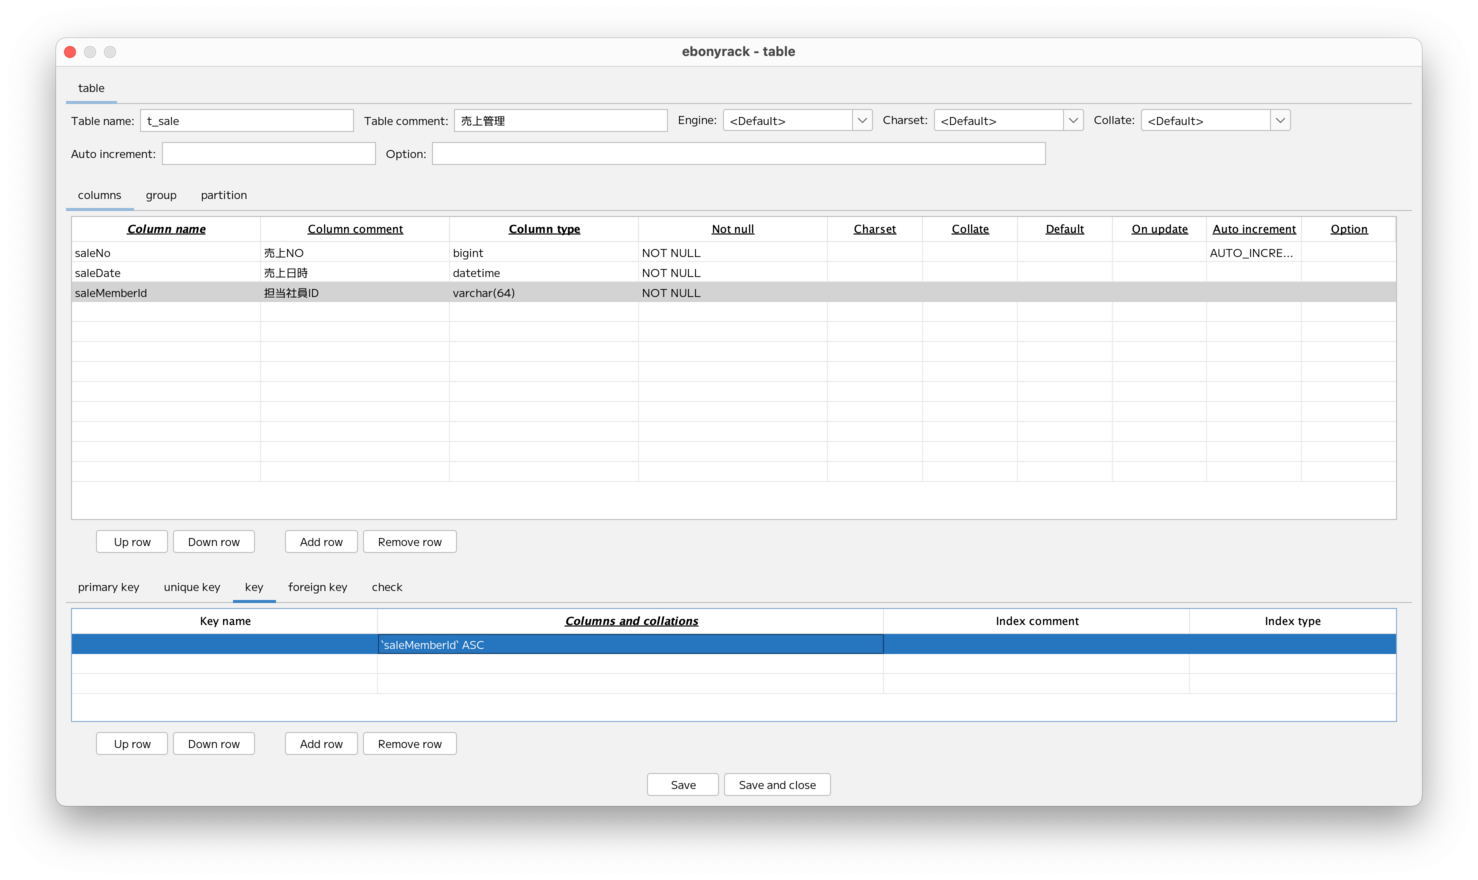 ebonyrack - table
table
Table name: t_sale Table comment: 売上管理 Engine: <Default> Charset: <Default> Collate: <Default>
Auto increment: Option:
columns group partition
Column name Column comment Column type Not null Charset Collate Default On update Auto increment Option
saleNo 売上NO bigint NOT NULL AUTO_INCRE...
saleDate 売上日時 datetime NOT NULL
saleMemberId 担当社員ID varchar(64) NOT NULL
Up row Down row Add row Remove row
primary key unique key key foreign key check
Key name Columns and collations Index comment Index type
`saleMemberId` ASC
Up row Down row Add row Remove row
Save Save and close